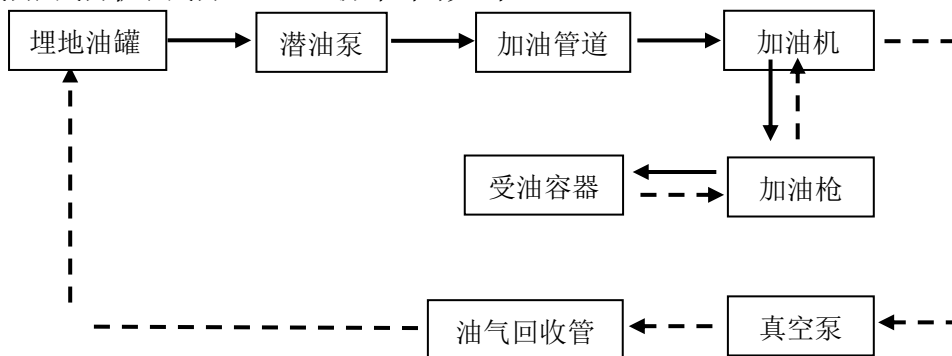 埋地油罐
潜油泵
加油管道
加油机
受油容器
加油枪
油气回收管
真空泵